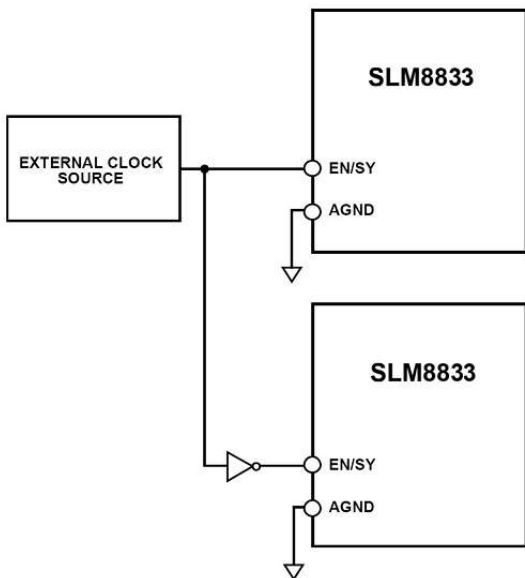 SLM8833
EXTERNAL CLOCK
SOURCE
EN/SY
AGND
SLM8833
EN/SY
AGND